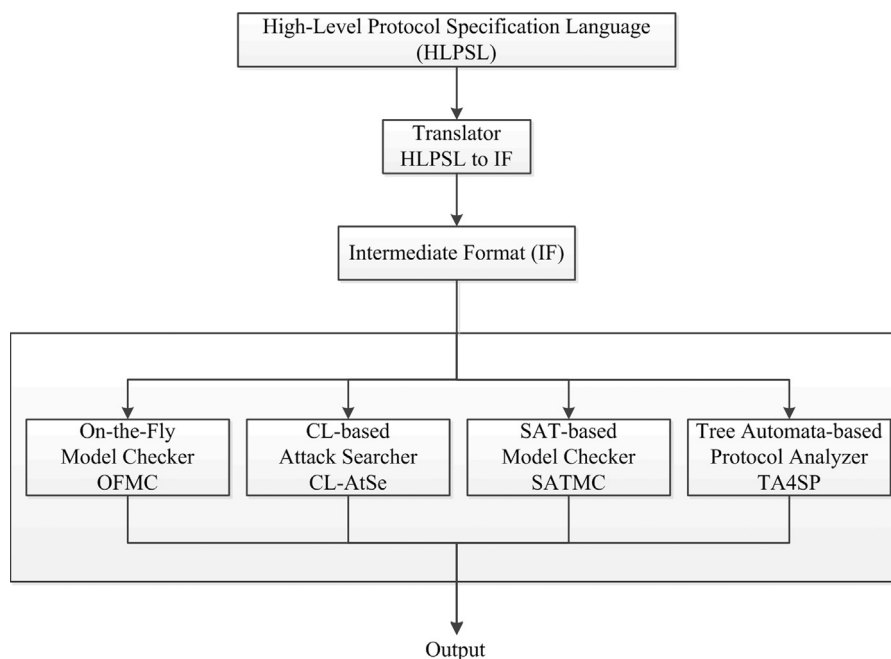 High-Level Protocol Specification Language
(HLPSL)
Translator
HLPSL to IF
Intermediate Format (IF)
On-the-Fly
Model Checker
OFMC
CL-based
Attack Searcher
CL-AtSe
SAT-based
Model Checker
SATMC
Tree Automata-based
Protocol Analyzer
TA4SP
Output